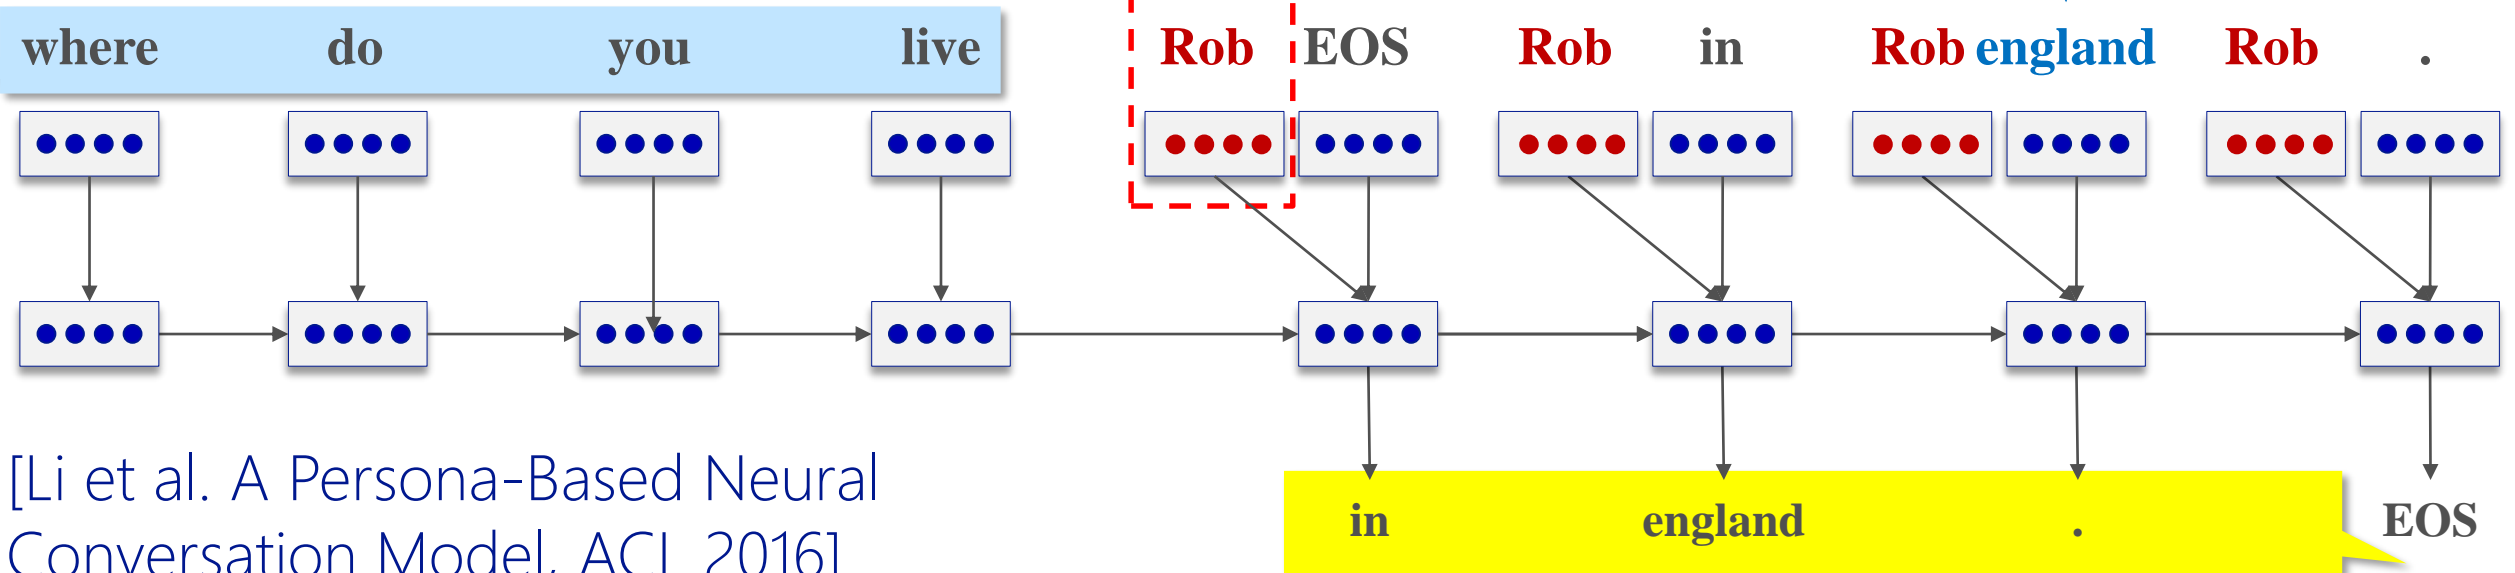 where do you live Rob EOS Rob in Rob england Rob .
in england . EOS
[Li et al. A Persona-Based Neural
Conversation Model, ACL 2016]